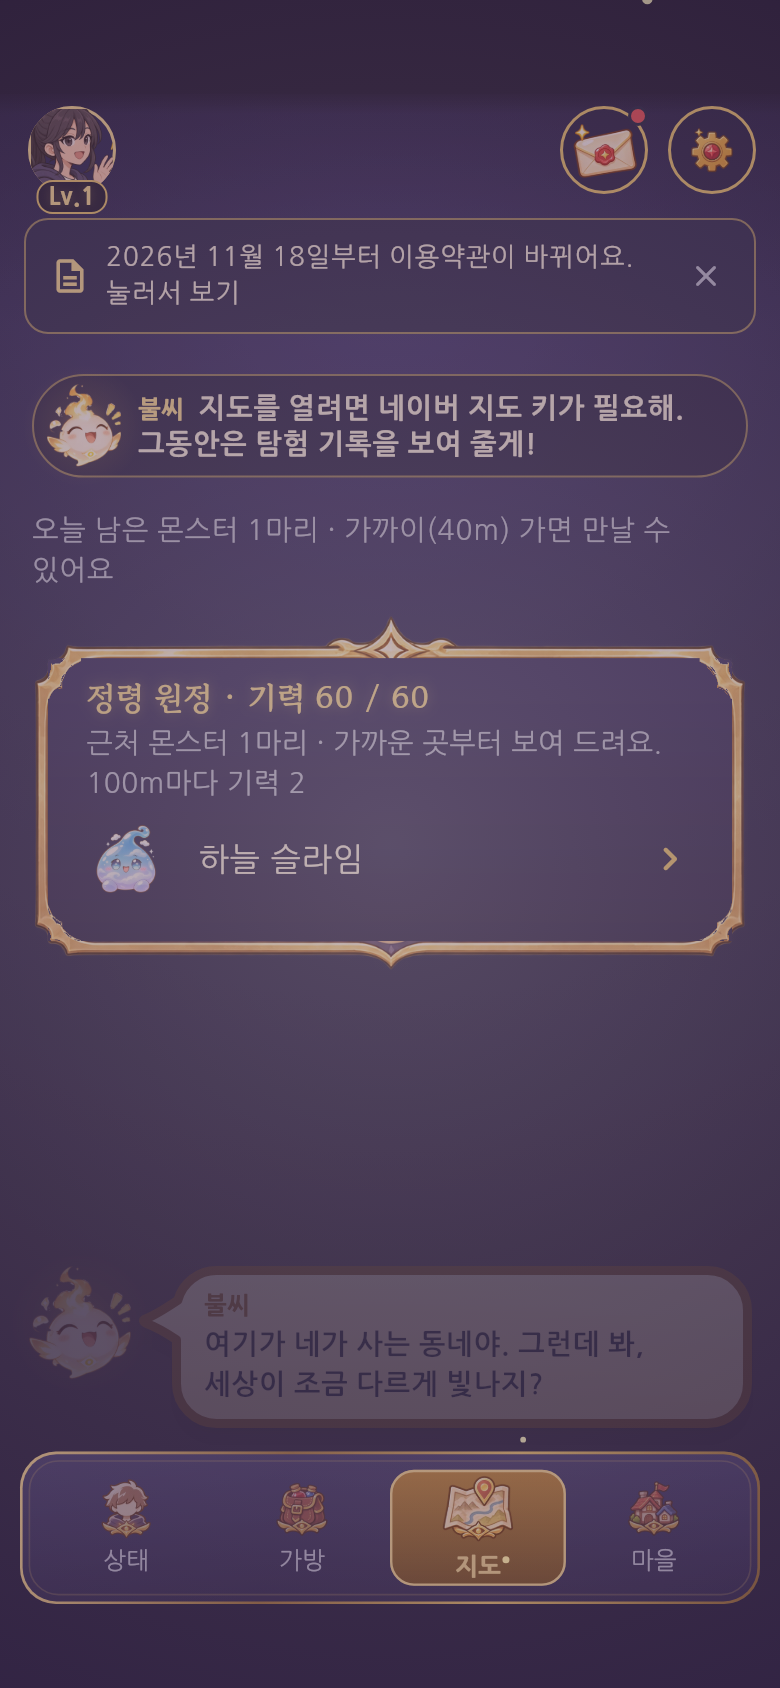 Lv.1
2026년 11월 18일부터 이용약관이 바뀌어요.
눌러서 보기
불씨 지도를 열려면 네이버 지도 키가 필요해.
그동안은 탐험 기록을 보여 줄게!
오늘 남은 몬스터 1마리 · 가까이(40m) 가면 만날 수
있어요
정령 원정 · 기력 60 / 60
근처 몬스터 1마리 · 가까운 곳부터 보여 드려요.
100m마다 기력 2
하늘 슬라임
불씨
여기가 네가 사는 동네야. 그런데 봐,
세상이 조금 다르게 빛나지?
상태
가방
지도
마을